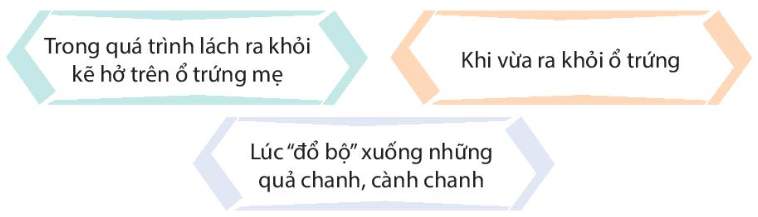 Trong quá trình lách ra khỏi
kẽ hở trên ổ trứng mẹ
Khi vừa ra khỏi ổ trứng
Lúc “đổ bộ” xuống những
quả chanh, cành chanh